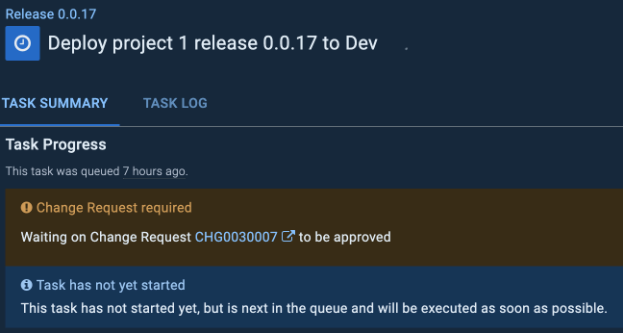 Release 0.0.17
Deploy project 1 release 0.0.17 to Dev
TASK SUMMARY TASK LOG
Task Progress
This task was queued 7 hours ago.
Change Request required
Waiting on Change Request CHG0030007 to be approved
Task has not yet started
This task has not started yet, but is next in the queue and will be executed as soon as possible.